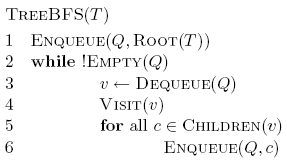 TREEBFS(T)
1 ENQUEUE(Q, ROOT(T))
2 while !EMPTY(Q)
3 v ← DEQUEUE(Q)
4 VISIT(v)
5 for all c ∈ CHILDREN(v)
6 ENQUEUE(Q, c)